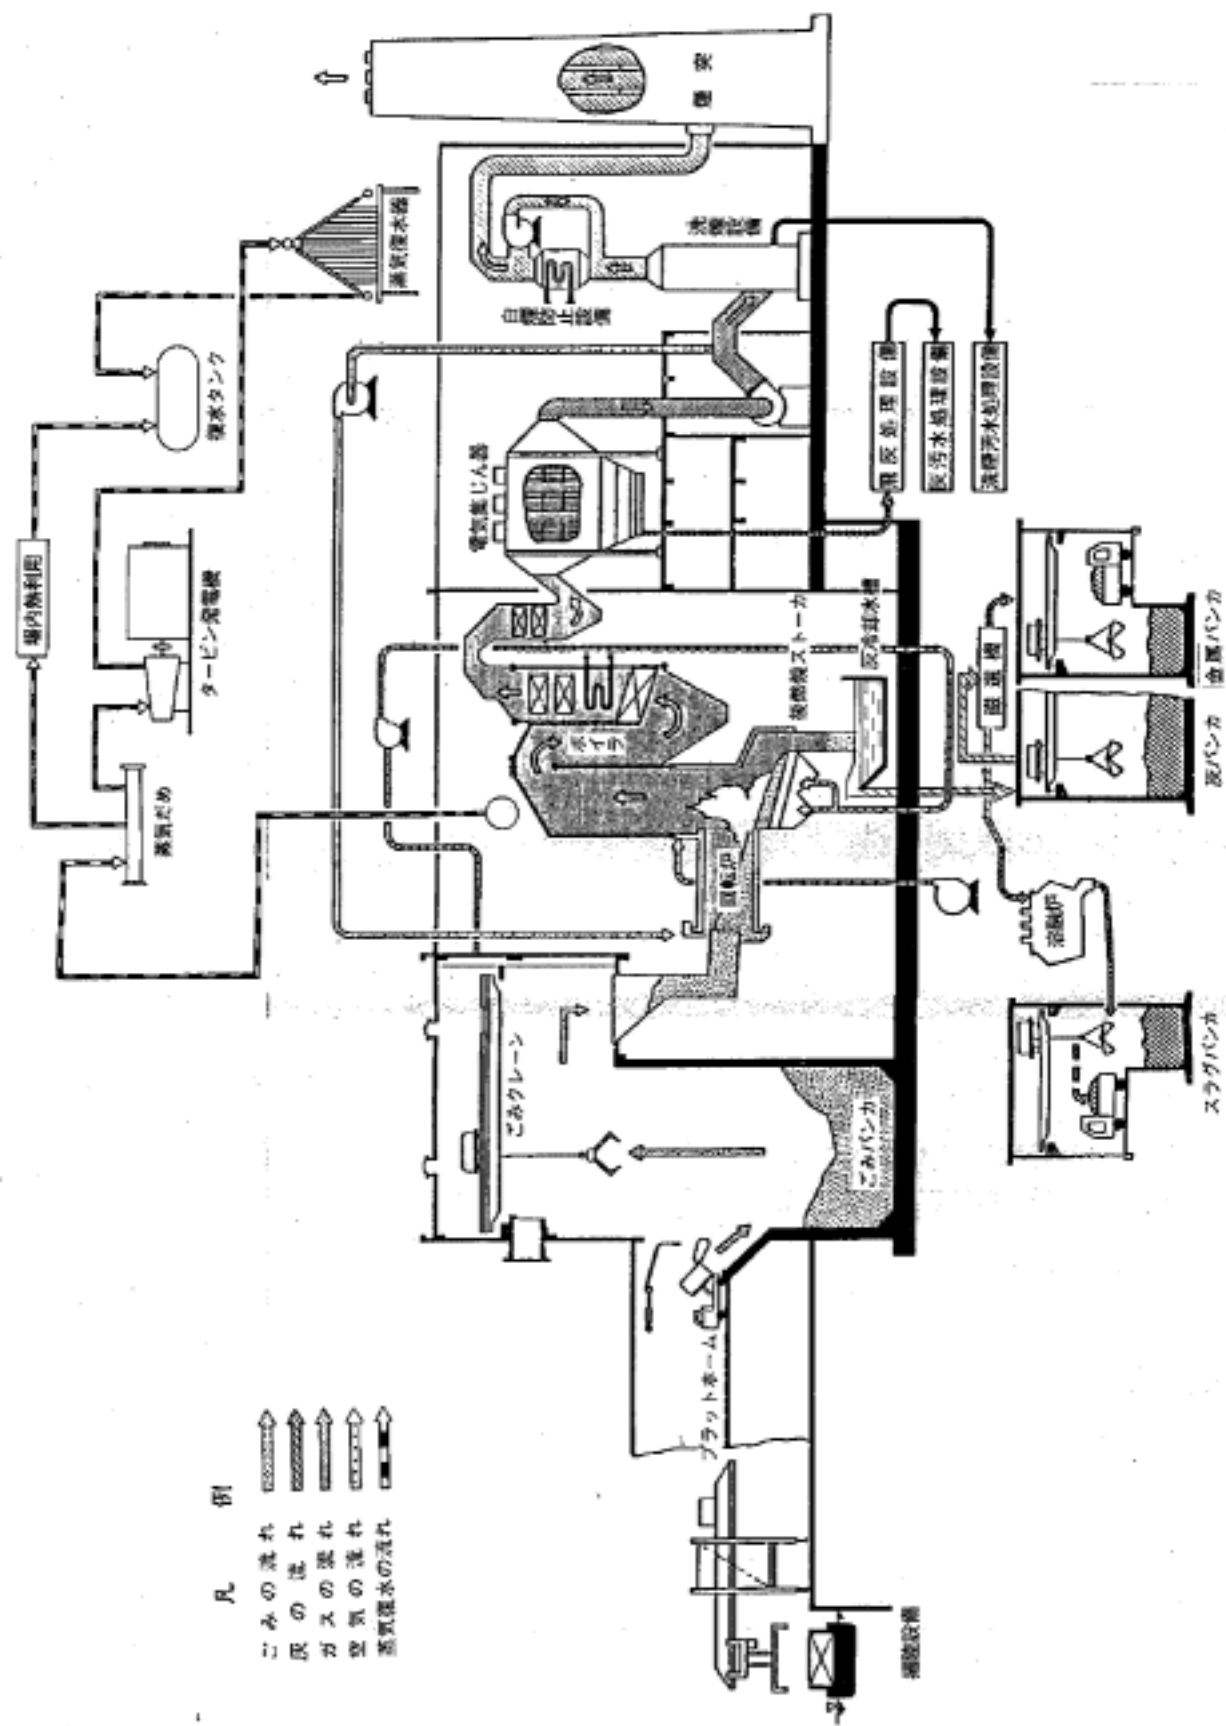 凡例
ごみの流れ
灰の流れ
ガスの流れ
空気の流れ
蒸気復水の流れ
場内熱利用
蒸気だめ
タービン発電機
復水タンク
蒸気復水器
ごみクレーン
プラットホーム
ごみバンカ
回転炉
ボイラ
後燃焼ストーカ
灰冷却水槽
電気集じん器
白煙防止設備
洗煙設備
煙突
飛灰処理設備
灰汚水処理設備
洗煙汚水処理設備
磁選機
溶融炉
スラグバンカ
灰バンカ
金属バンカ